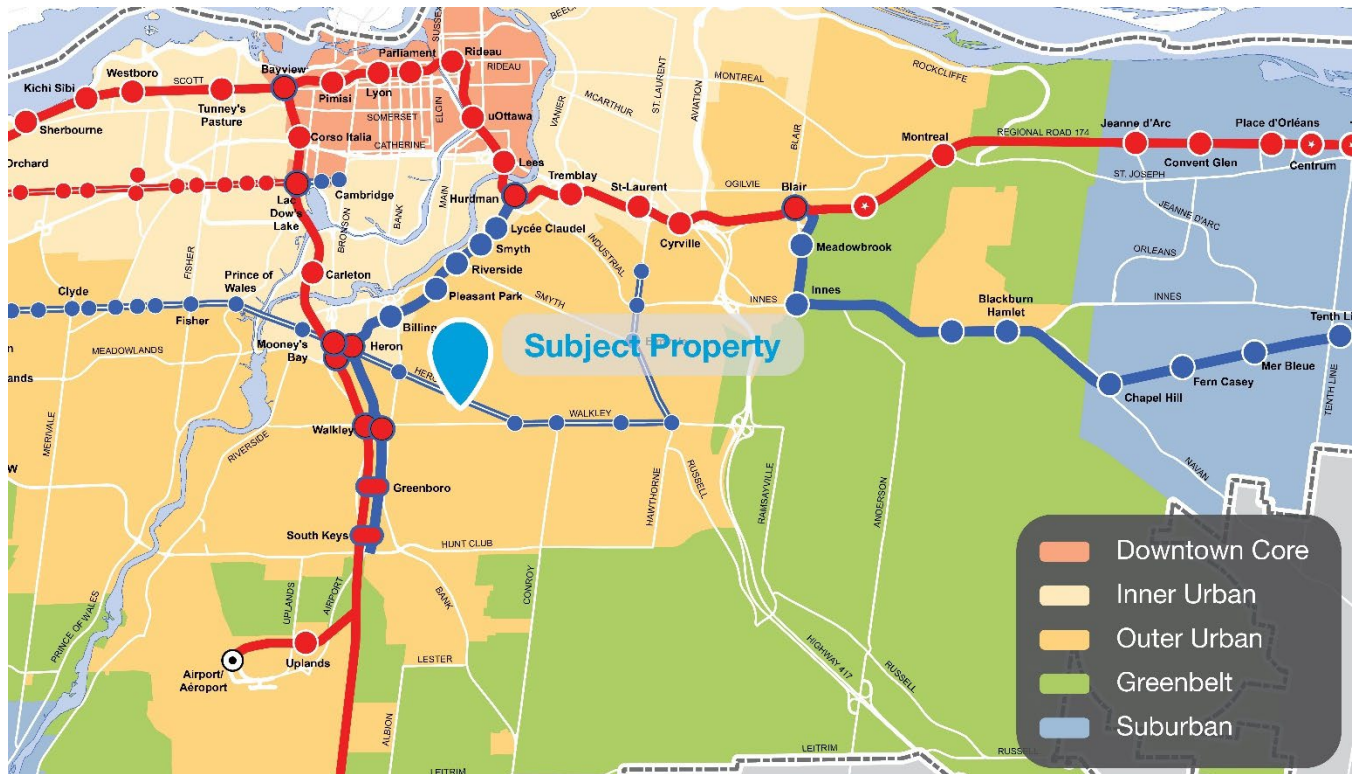 SUSSEX
BEEC
Parliament
Rideau
RIDEAU
ROCKCLIFFE
Westboro
SCOTT
Bayview
Kichi Sibi
Pimisi
Lyon
ELGIN
MONTREAL
ST. LAURENT
AVIATION
MCARTHUR
VANIER
Sherbourne
Tunney's
Pasture
SOMERSET
uOttawa
BLAIR
Montreal
REGIONAL ROAD 174
Jeanne d'Arc
Place d'Orléans
Corso Italia
CATHERINE
Lees
Convent Glen
Centrum
Orchard
Tremblay
OGILVIE
ST. JOSEPH
Cambridge
MAIN
Hurdman
St-Laurent
Blair
Lac
Dow's
Lake
BRONSON
BANK
Lycée Claudel
Cyrville
JEANNE D'ARC
FISHER
Smyth
INDUSTRIAL
Meadowbrook
ORLEANS
Prince of
Wales
Carleton
Riverside
Clyde
Pleasant Park
SMYTH
INNES
Innes
Blackburn
Hamlet
INNES
Fisher
Billing
Tenth Li
MEADOWLANDS
Mooney's
Bay
Heron
Subject Property
Mer Bleue
Fern Casey
ands
HERO
Chapel Hill
TENTH LINE
MERIVALE
Walkley
WALKLEY
RIVERSIDE
NAVAN
W
Greenboro
HAWTHORNE
RUSSELL
RAMSAYVILLE
ANDERSON
South Keys
HUNT CLUB
Downtown Core
Inner Urban
Outer Urban
Greenbelt
Suburban
PRINCE OF WALES
UPLANDS
AIRPORT
BANK
CONROY
Uplands
LESTER
HIGHWAY 417
RUSSELL
Airport/
Aéroport
ALBION
LEITRIM
LEITRIM
RUSSELL